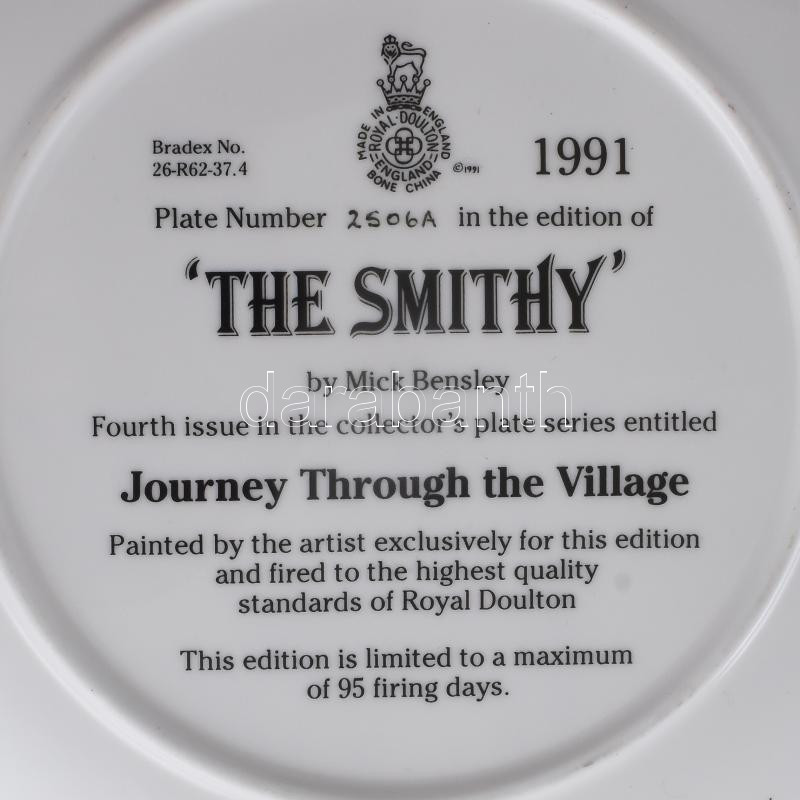 MADE IN ENGLAND
ROYAL·DOULTON
ENGLAND
BONE CHINA
©1991
Bradex No.
26-R62-37.4
1991
Plate Number 2506A in the edition of
‘THE SMITHY’
by Mick Bensley
darabanth
Fourth issue in the collector's plate series entitled
Journey Through the Village
Painted by the artist exclusively for this edition
and fired to the highest quality
standards of Royal Doulton
This edition is limited to a maximum
of 95 firing days.